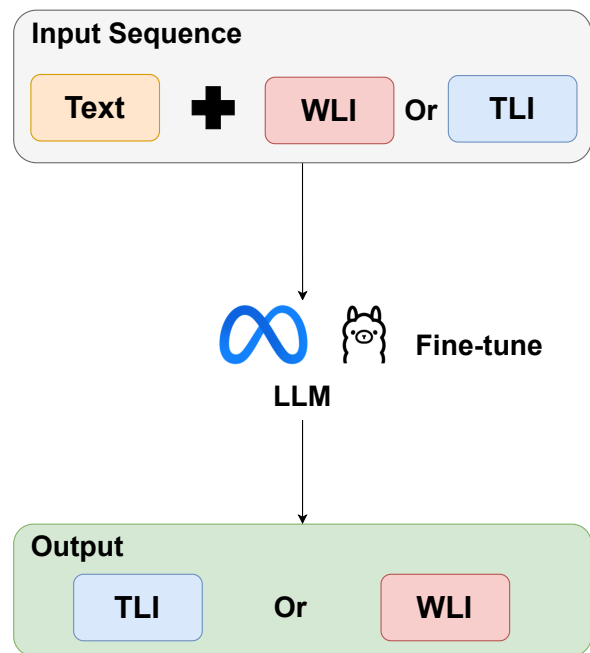 Input Sequence
Text + WLI Or TLI
Fine-tune
LLM
Output
TLI Or WLI